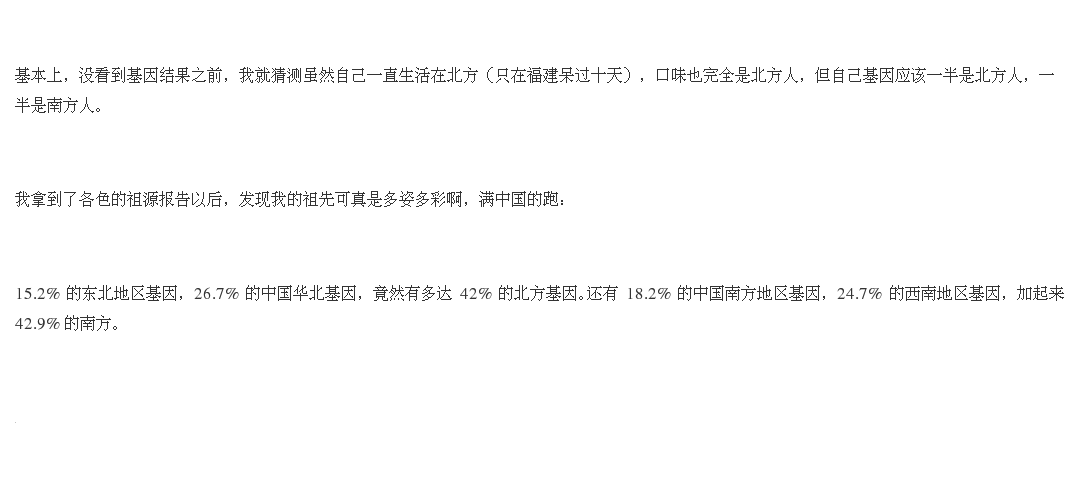 基本上，没看到基因结果之前，我就猜测虽然自己一直生活在北方（只在福建呆过十天），口味也完全是北方人，但自己基因应该一半是北方人，一
半是南方人。
我拿到了各色的祖源报告以后，发现我的祖先可真是多姿多彩啊，满中国的跑：
15.2% 的东北地区基因，26.7% 的中国华北基因，竟然有多达 42% 的北方基因。还有 18.2% 的中国南方地区基因，24.7% 的西南地区基因，加起来
42.9% 的南方。